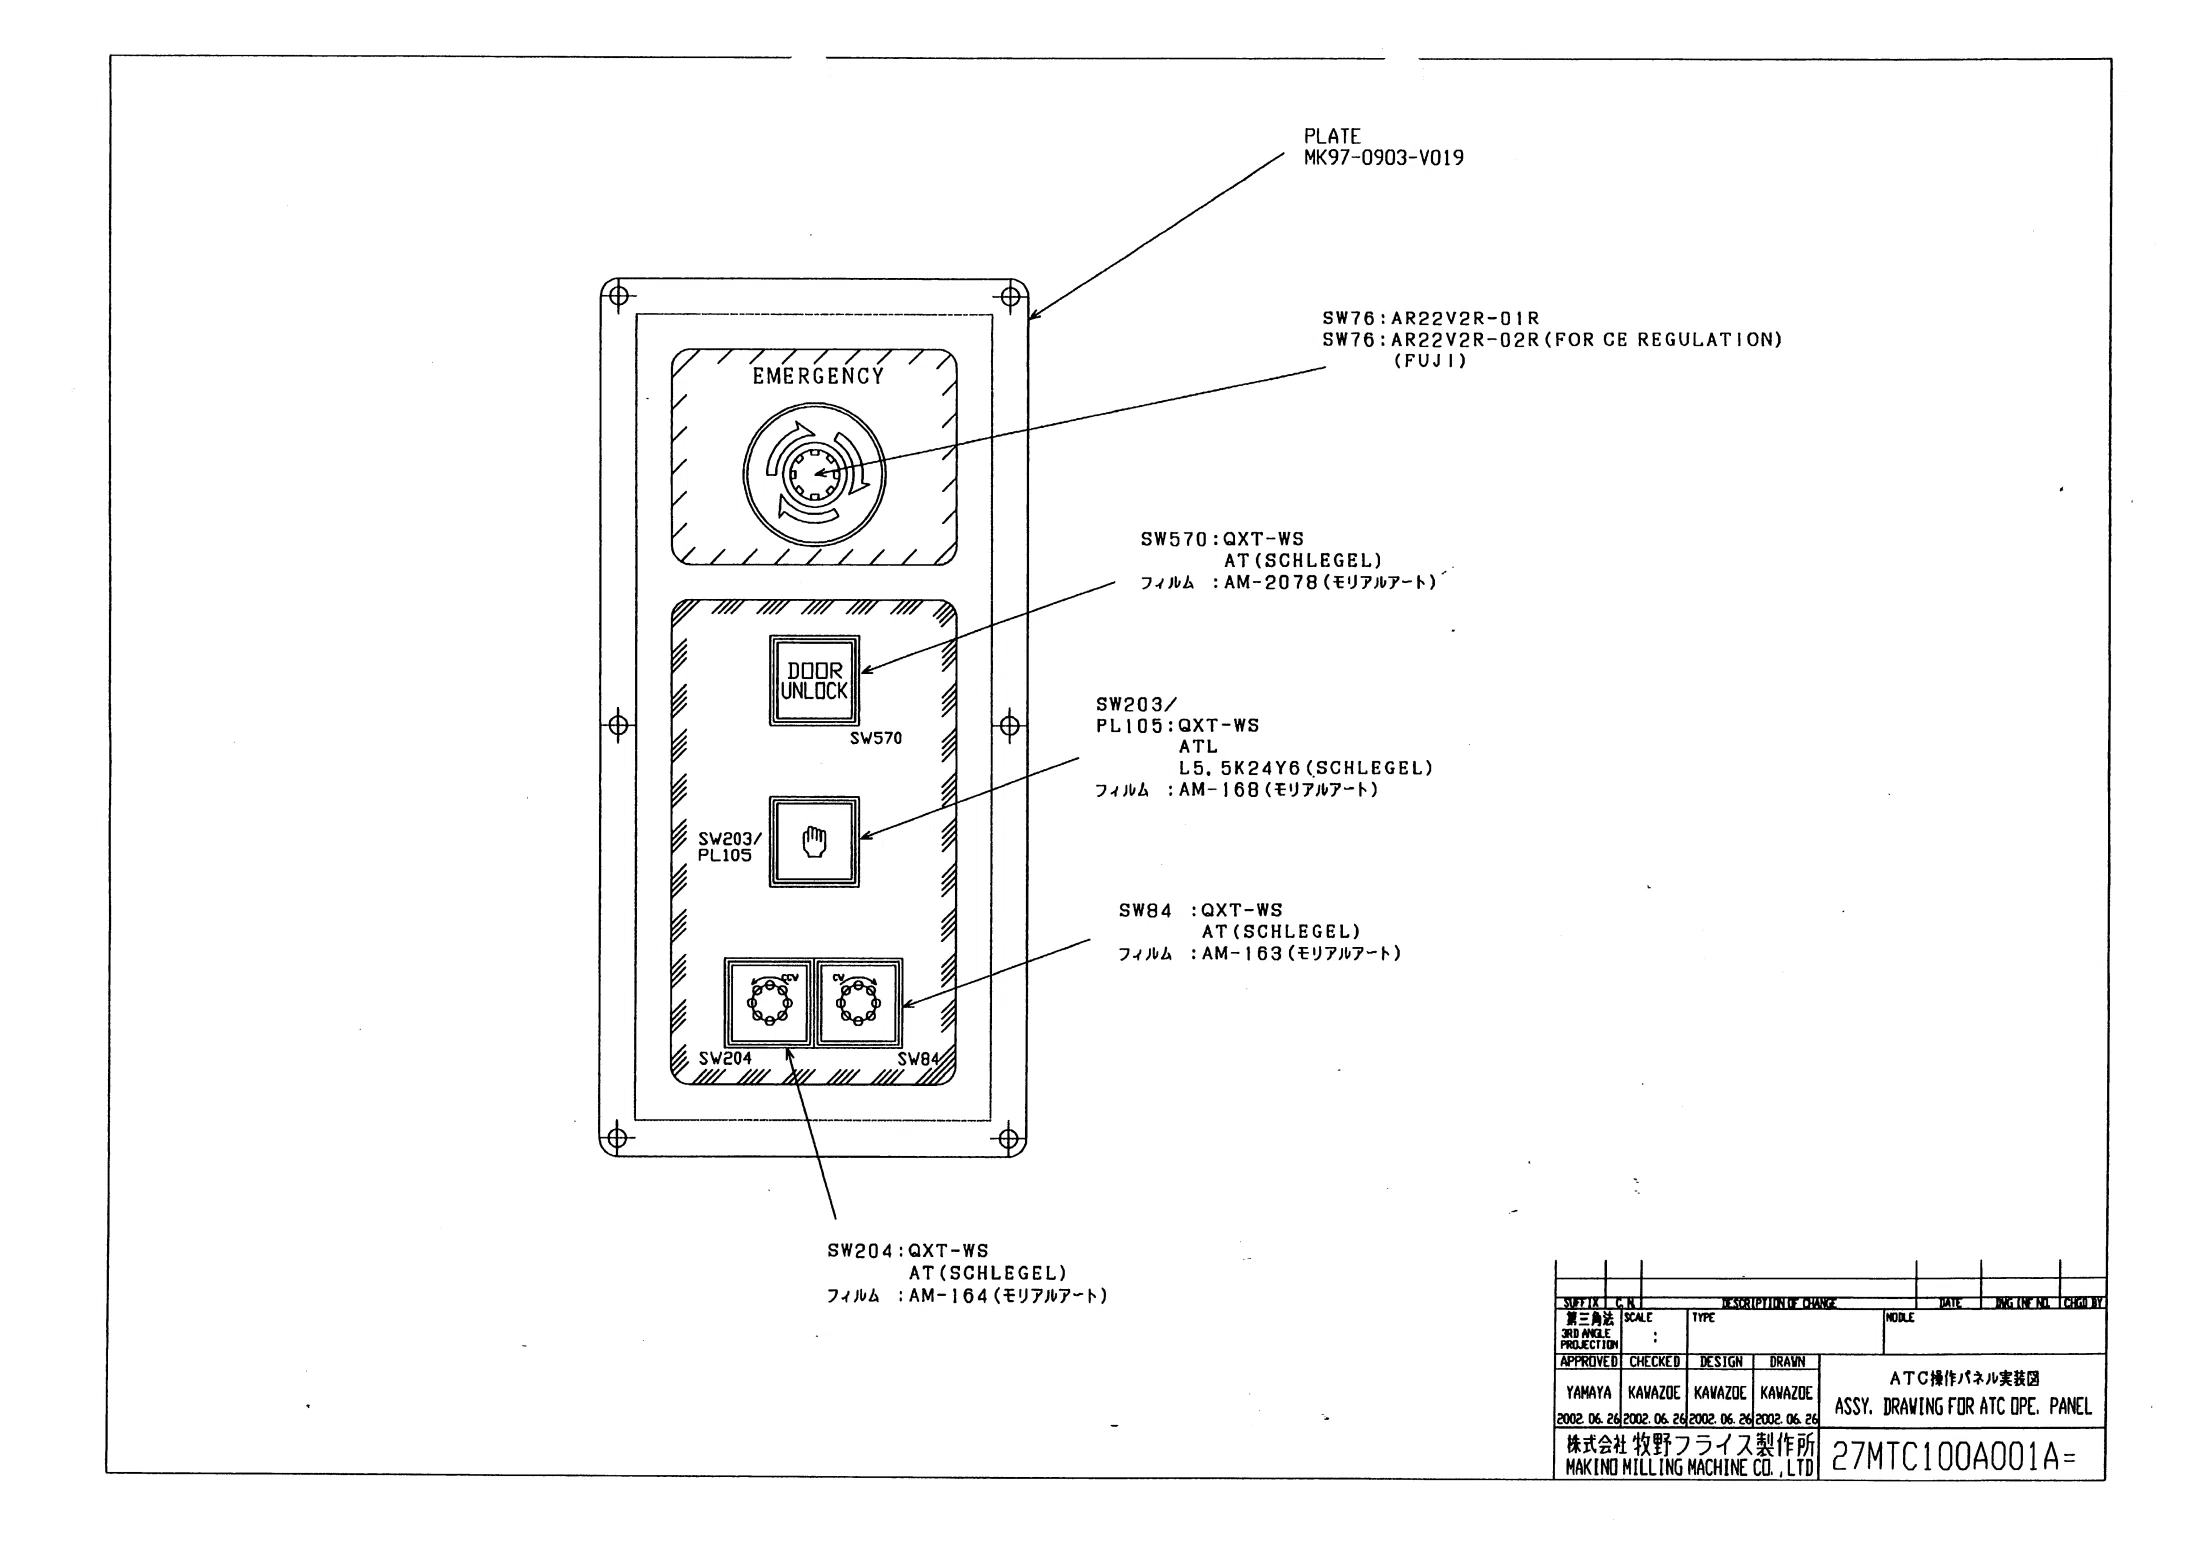 PLATE
MK97-0903-V019
SW76:AR22V2R-01R
SW76:AR22V2R-02R(FOR CE REGULATION)
(FUJI)
EMERGENCY
SW570:QXT-WS
AT(SCHLEGEL)
フィルム :AM-2078(モリアルアート)
DOOR
UNLOCK
SW570
SW203/
PL105:QXT-WS
ATL
L5.5K24Y6(SCHLEGEL)
フィルム :AM-168(モリアルアート)
SW203/
PL105
SW84 :QXT-WS
AT(SCHLEGEL)
フィルム :AM-163(モリアルアート)
CCW
CW
SW204
SW84
SW204:QXT-WS
AT(SCHLEGEL)
フィルム :AM-164(モリアルアート)
SUFFIX C.N. DESCRIPTION OF CHANGE DATE DWG INF NO. CHGD BY
第三角法
3RD ANGLE
PROJECTION
SCALE
:
TYPE
MODLE
APPROVED CHECKED DESIGN DRAWN
YAMAYA KAWAZOE KAWAZOE KAWAZOE
2002.06.26 2002.06.26 2002.06.26 2002.06.26
ATC操作パネル実装図
ASSY. DRAWING FOR ATC OPE. PANEL
株式会社 牧野フライス製作所
MAKINO MILLING MACHINE CO.,LTD
27MTC100A001A=